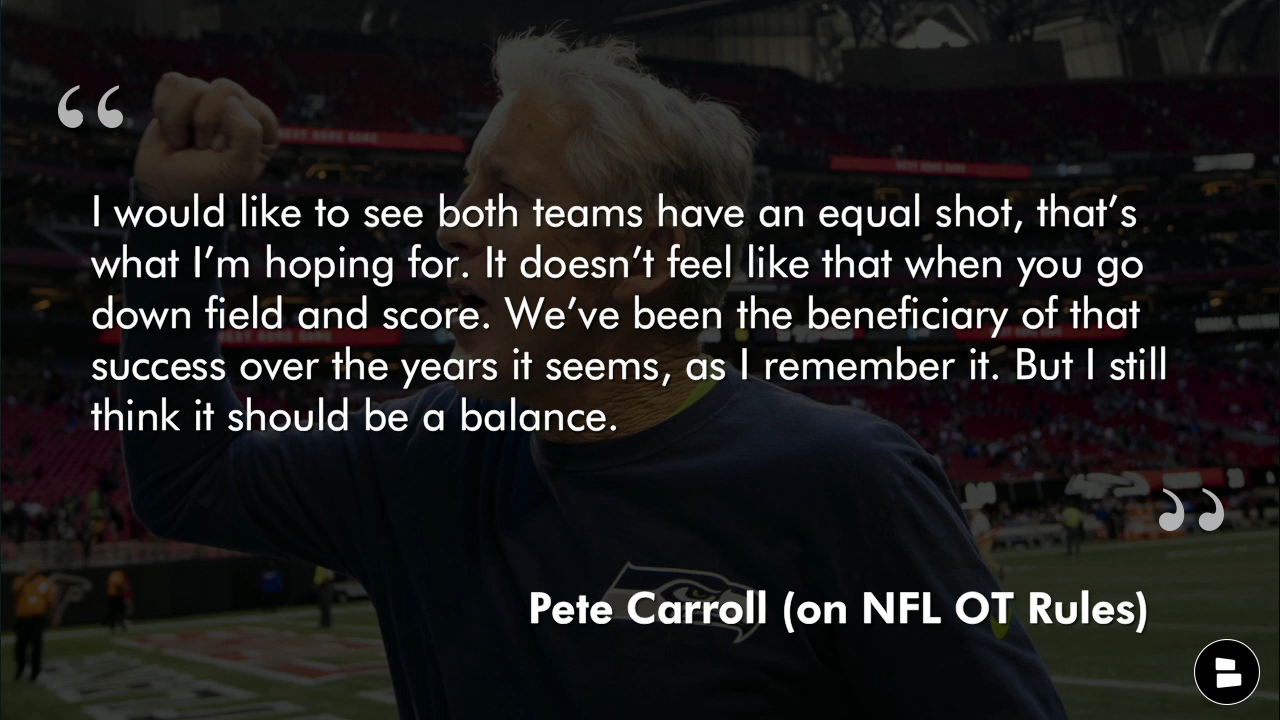 “
I would like to see both teams have an equal shot, that’s
what I’m hoping for. It doesn’t feel like that when you go
down field and score. We’ve been the beneficiary of that
success over the years it seems, as I remember it. But I still
think it should be a balance.
”
Pete Carroll (on NFL OT Rules)